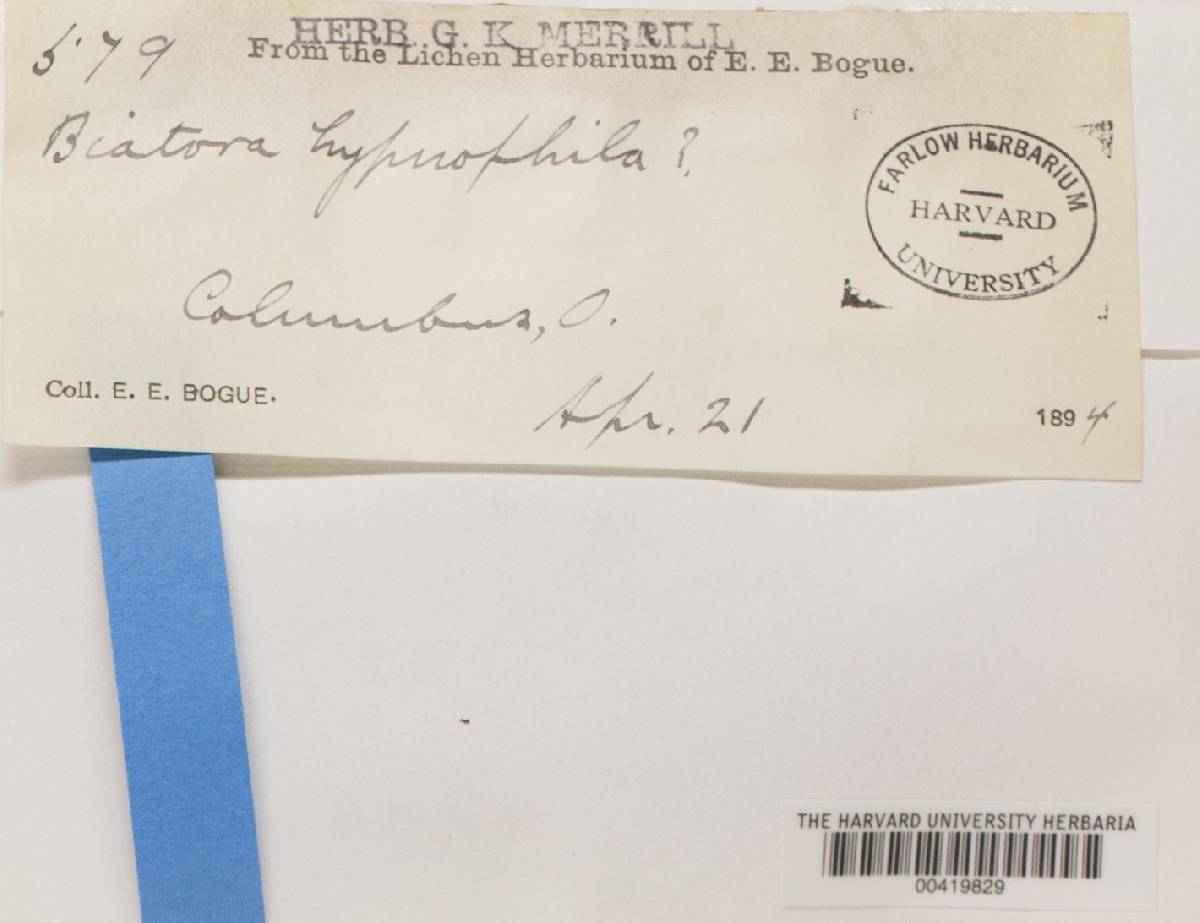 HERB. G. K. MERRILL
579 From the Lichen Herbarium of E. E. Bogue.
Biatora hypnophila?
FARLOW HERBARIUM
HARVARD
UNIVERSITY
Columbus, O.
Coll. E. E. BOGUE.
Apr. 21
1894
THE HARVARD UNIVERSITY HERBARIA
00419829